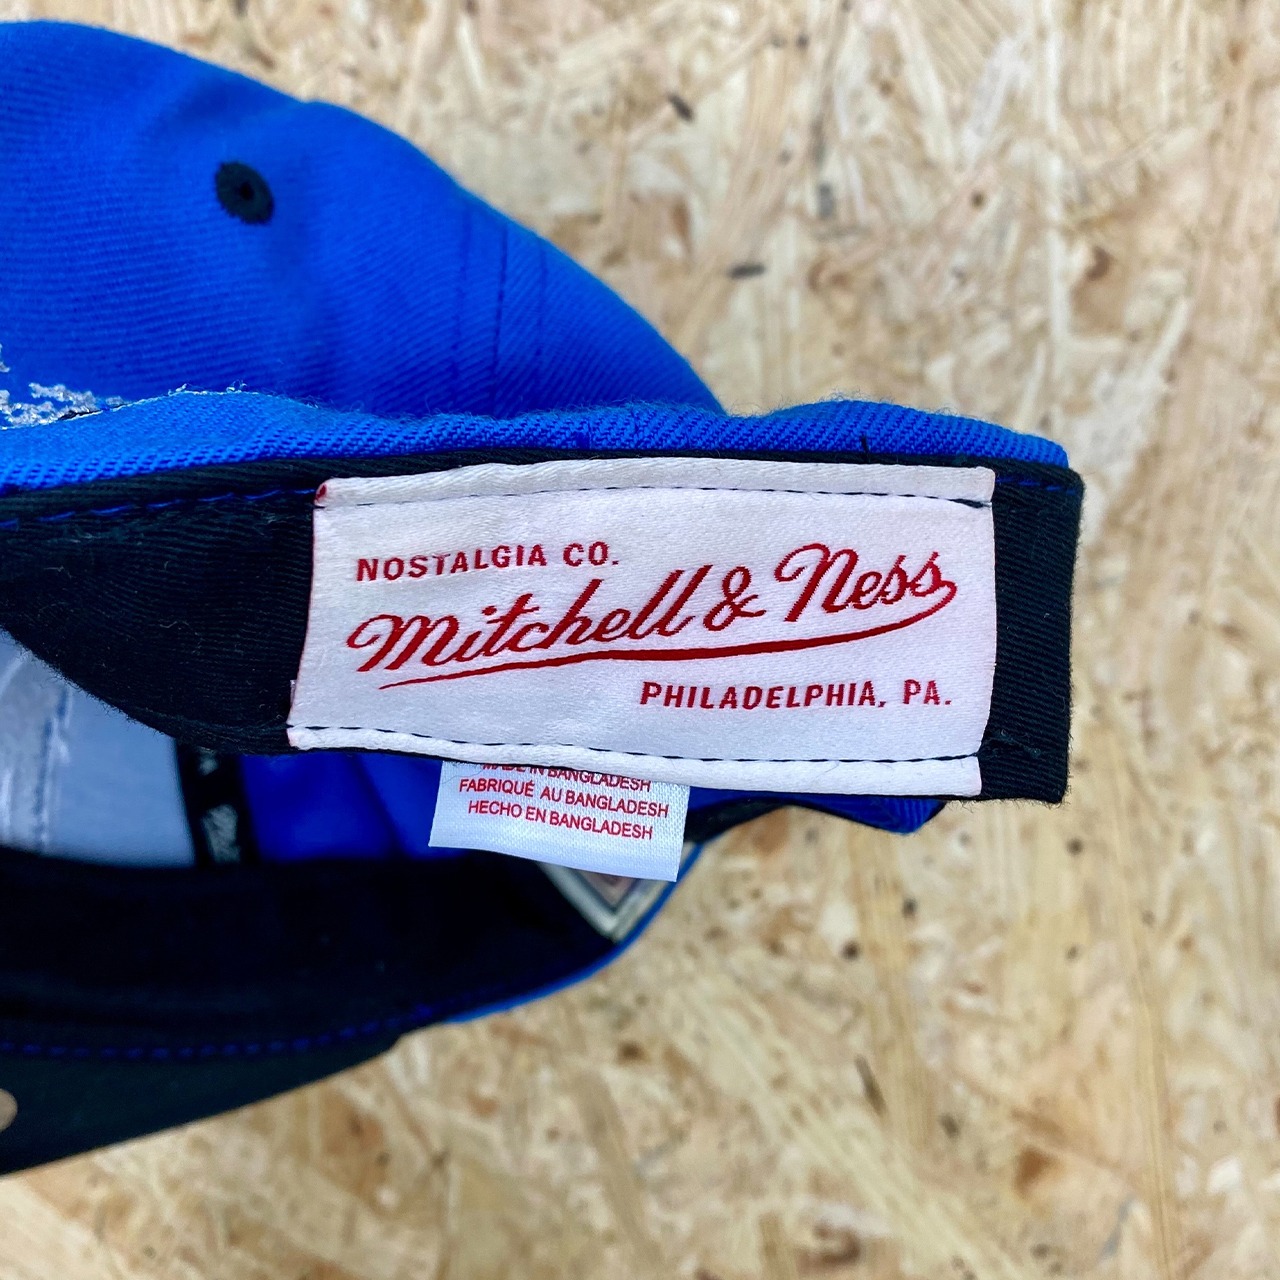 NOSTALGIA CO.
Mitchell & Ness
PHILADELPHIA, PA.
MADE IN BANGLADESH
FABRIQUÉ AU BANGLADESH
HECHO EN BANGLADESH